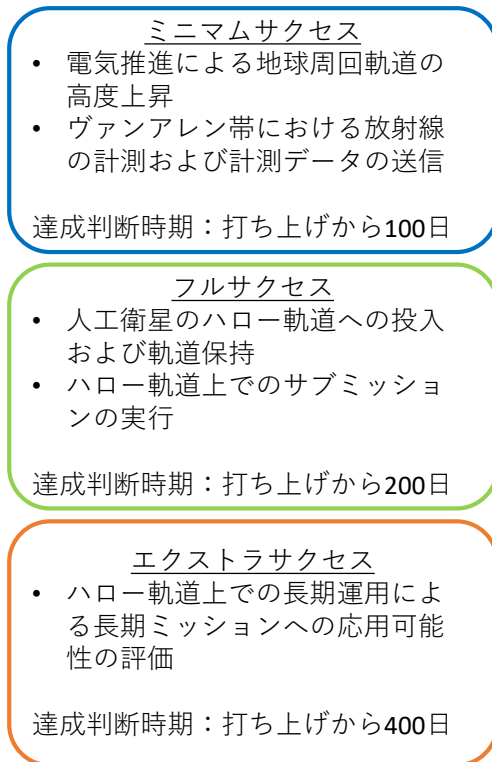 ミニマムサクセス
• 電気推進による地球周回軌道の
高度上昇
• ヴァンアレン帯における放射線
の計測および計測データの送信
達成判断時期：打ち上げから100日
フルサクセス
• 人工衛星のハロー軌道への投入
および軌道保持
• ハロー軌道上でのサブミッショ
ンの実行
達成判断時期：打ち上げから200日
エクストラサクセス
• ハロー軌道上での長期運用によ
る長期ミッションへの応用可能
性の評価
達成判断時期：打ち上げから400日